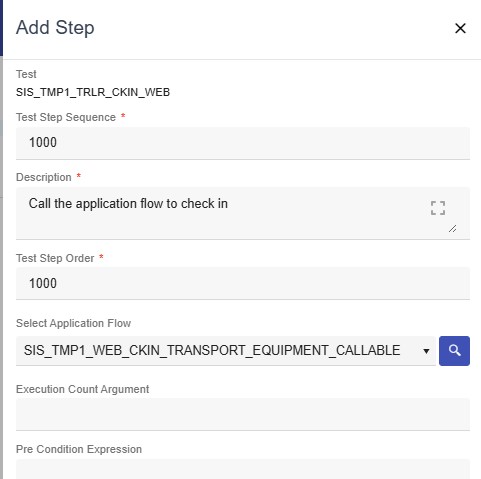 Add Step
Test
SIS_TMP1_TRLR_CKIN_WEB
Test Step Sequence *
1000
Description *
Call the application flow to check in
Test Step Order *
1000
Select Application Flow
SIS_TMP1_WEB_CKIN_TRANSPORT_EQUIPMENT_CALLABLE
Execution Count Argument
Pre Condition Expression